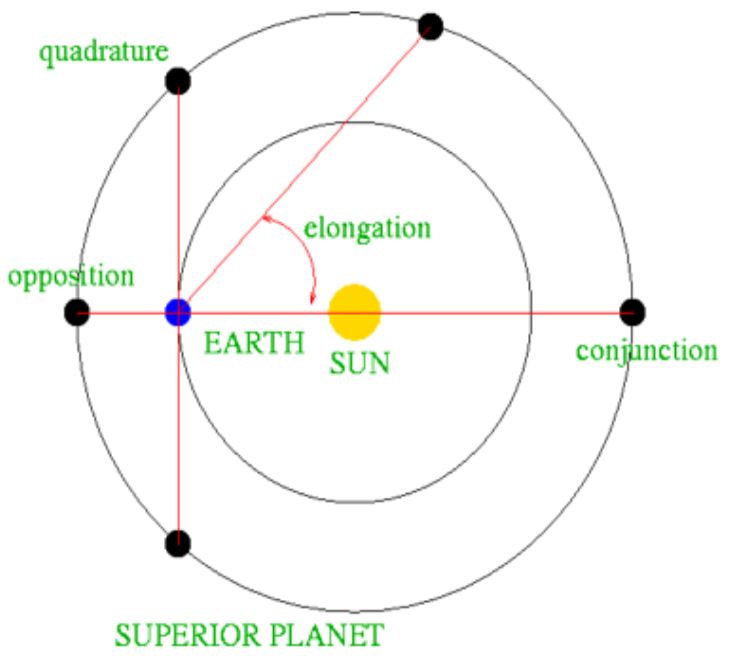 quadrature
elongation
opposition
EARTH
SUN
conjunction
SUPERIOR PLANET